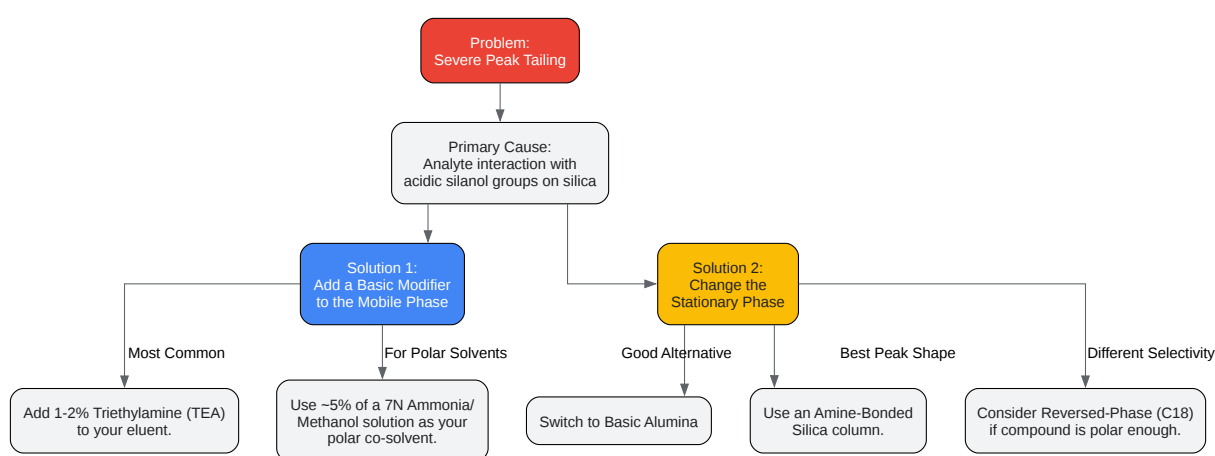 Problem:
Severe Peak Tailing
Primary Cause:
Analyte interaction with
acidic silanol groups on silica
Solution 1:
Add a Basic Modifier
to the Mobile Phase
Solution 2:
Change the
Stationary Phase
Most Common
For Polar Solvents
Good Alternative
Best Peak Shape
Different Selectivity
Add 1-2% Triethylamine (TEA)
to your eluent.
Use ~5% of a 7N Ammonia/
Methanol solution as your
polar co-solvent.
Switch to Basic Alumina
Use an Amine-Bonded
Silica column.
Consider Reversed-Phase (C18)
if compound is polar enough.